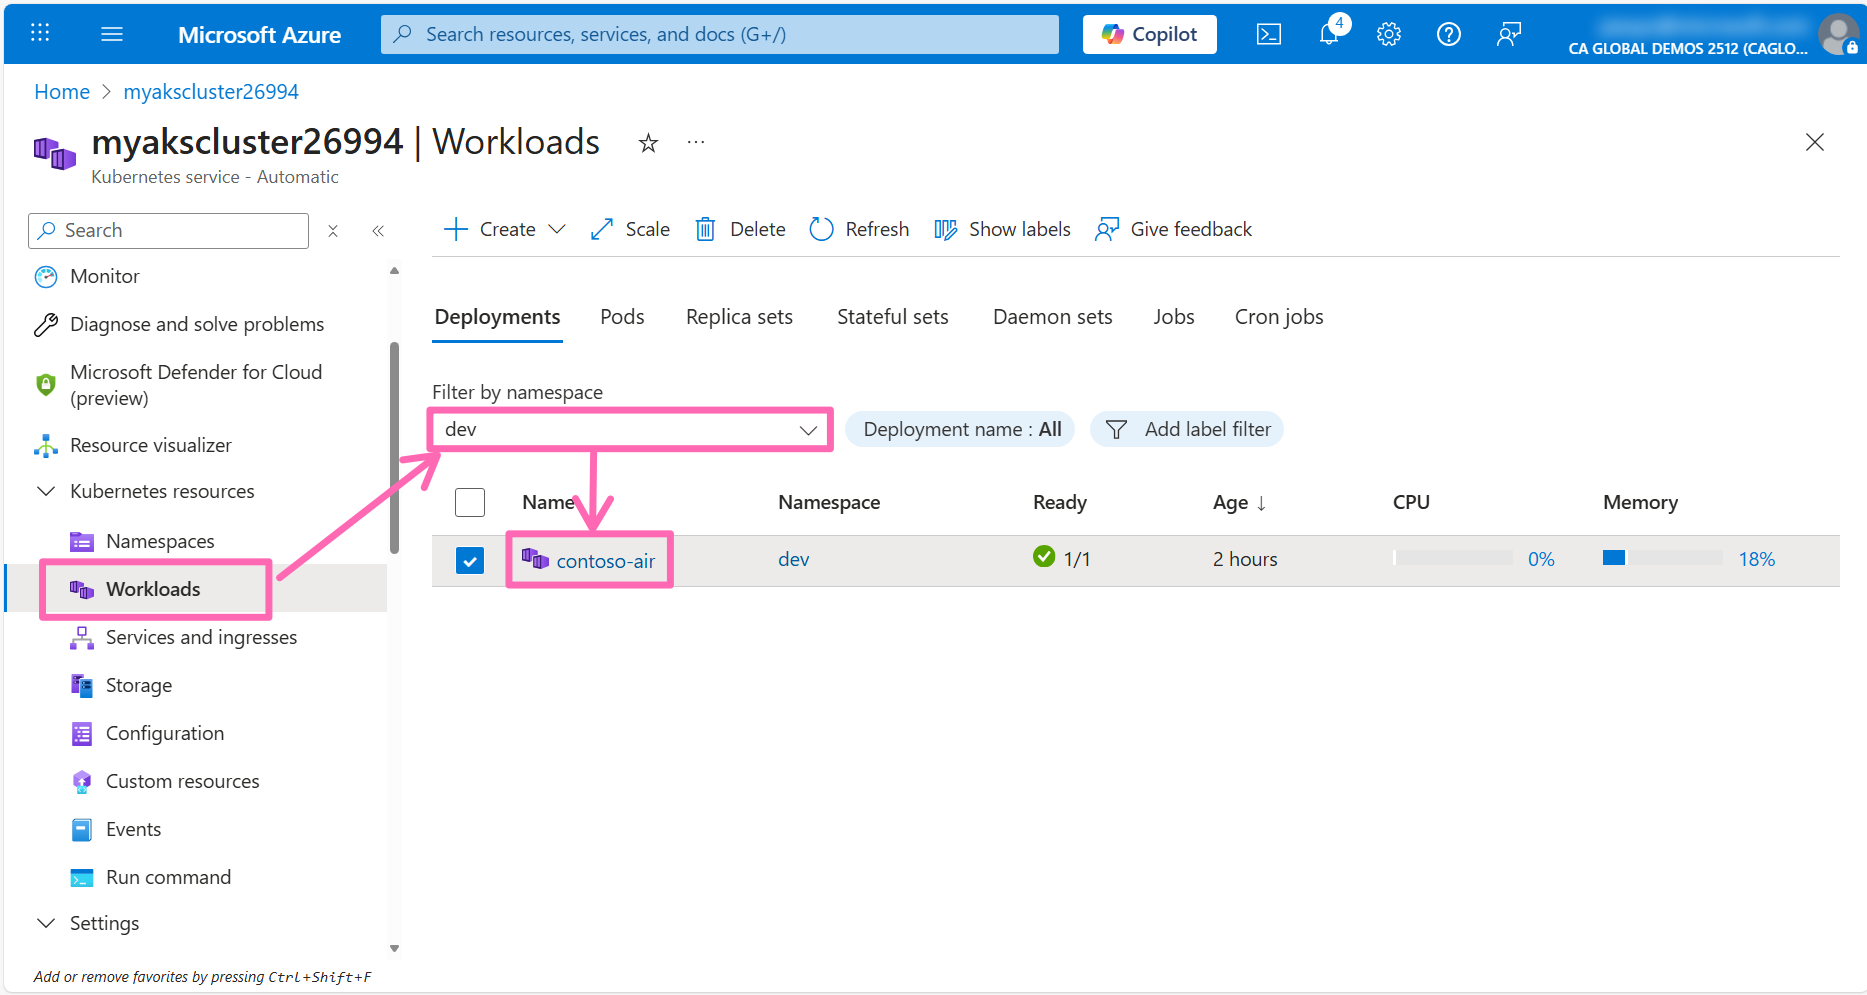 Microsoft Azure
Search resources, services, and docs (G+/)
Copilot
4
CA GLOBAL DEMOS 2512 (CAGLO...
Home > myakscluster26994
myakscluster26994 | Workloads
...
Kubernetes service - Automatic
Search
Create
Scale
Delete
Refresh
Show labels
Give feedback
Monitor
Diagnose and solve problems
Microsoft Defender for Cloud
(preview)
Resource visualizer
Kubernetes resources
Namespaces
Workloads
Services and ingresses
Storage
Configuration
Custom resources
Events
Run command
Settings
Add or remove favorites by pressing Ctrl+Shift+F
Deployments
Pods
Replica sets
Stateful sets
Daemon sets
Jobs
Cron jobs
Filter by namespace
dev
Deployment name : All
Add label filter
Name
Namespace
Ready
Age ↓
CPU
Memory
contoso-air
dev
1/1
2 hours
0%
18%